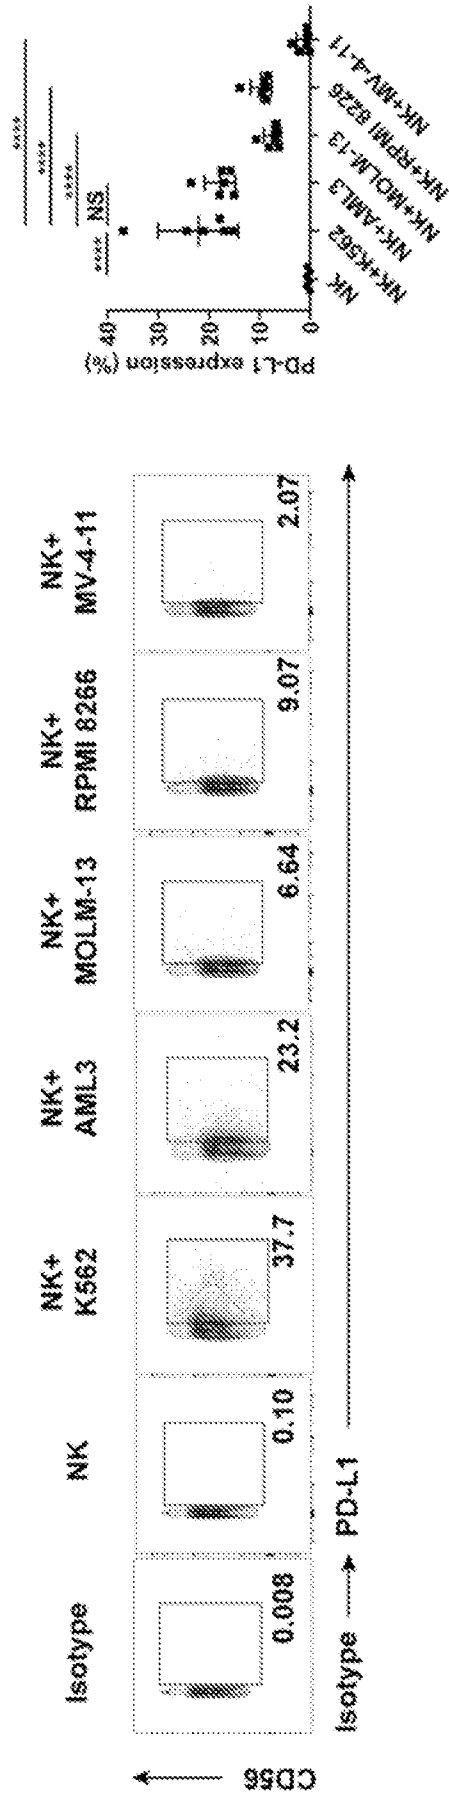 Isotype
NK
NK+
K562
NK+
AML3
NK+
MOLM-13
NK+
RPMI 8266
NK+
MV-4-11
CD56
0.008
0.10
37.7
23.2
6.64
9.07
2.07
Isotype
PD-L1
****
****
****
****
NS
PD-L1 expression (%)
40
30
20
10
0
NK
NK+K562
NK+AML3
NK+MOLM-13
NK+RPMI 8226
NK+MV-4-11